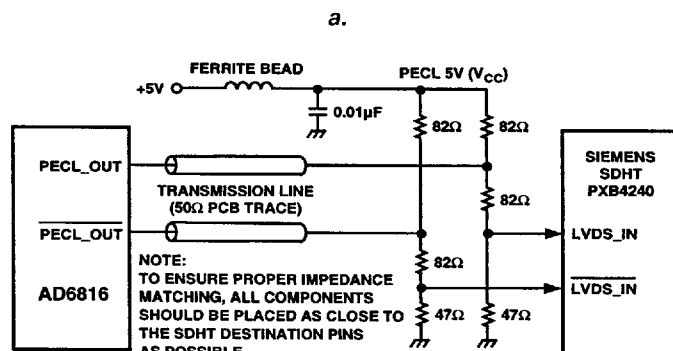 a.
FERRITE BEAD
PECL 5V (VCC)
+5V
0.01µF
82Ω
82Ω
PECL_OUT
TRANSMISSION LINE
(50Ω PCB TRACE)
82Ω
SIEMENS
SDHT
PXB4240
PECL_OUT
LVDS_IN
AD6816
NOTE:
TO ENSURE PROPER IMPEDANCE
MATCHING, ALL COMPONENTS
SHOULD BE PLACED AS CLOSE TO
THE SDHT DESTINATION PINS
AS POSSIBLE
82Ω
LVDS_IN
47Ω
47Ω